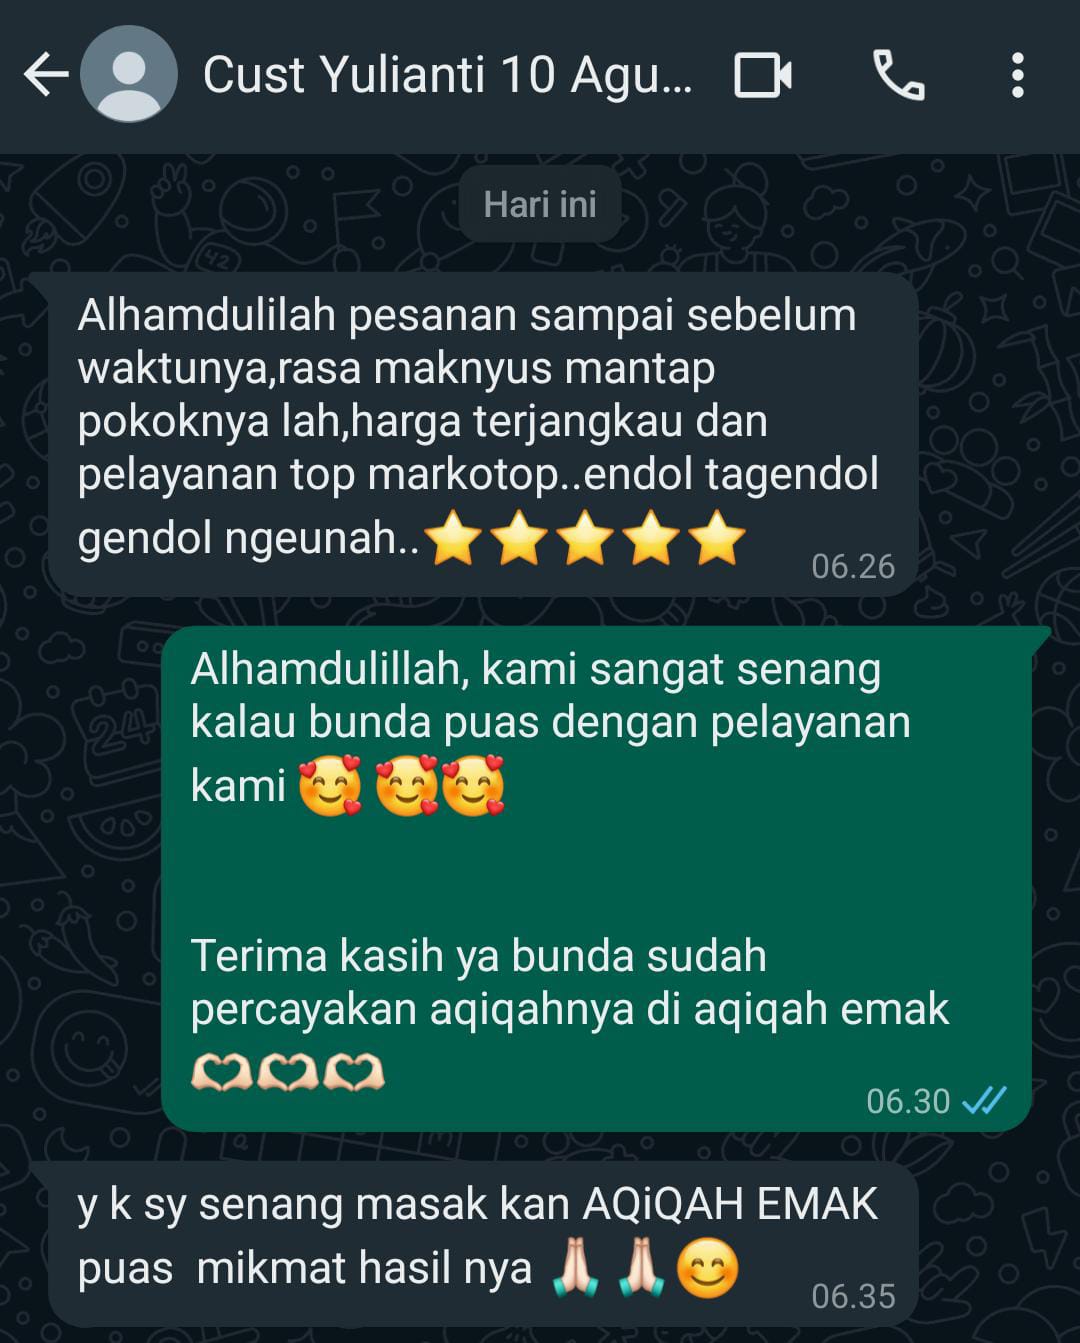 Cust Yulianti 10 Agu...
Hari ini
Alhamdulilah pesanan sampai sebelum
waktunya,rasa maknyus mantap
pokoknya lah,harga terjangkau dan
pelayanan top markotop..endol tagendol
gendol ngeunah..⭐⭐⭐⭐⭐
06.26
Alhamdulillah, kami sangat senang
kalau bunda puas dengan pelayanan
kami 🥰 🥰🥰
Terima kasih ya bunda sudah
percayakan aqiqahnya di aqiqah emak
🫶🏻🫶🏻🫶🏻
06.30
y k sy senang masak kan AQiQAH EMAK
puas  mikmat hasil nya 🙏🏻 🙏🏻😊
06.35